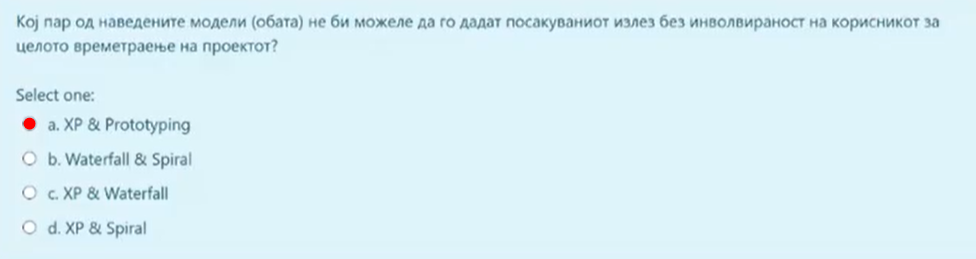 Кој пар од наведените модели (обата) не би можеле да го дадат посакуваниот излез без инволвираност на корисникот за
целото времетраење на проектот?
Select one:
a. XP & Prototyping
b. Waterfall & Spiral
c. XP & Waterfall
d. XP & Spiral